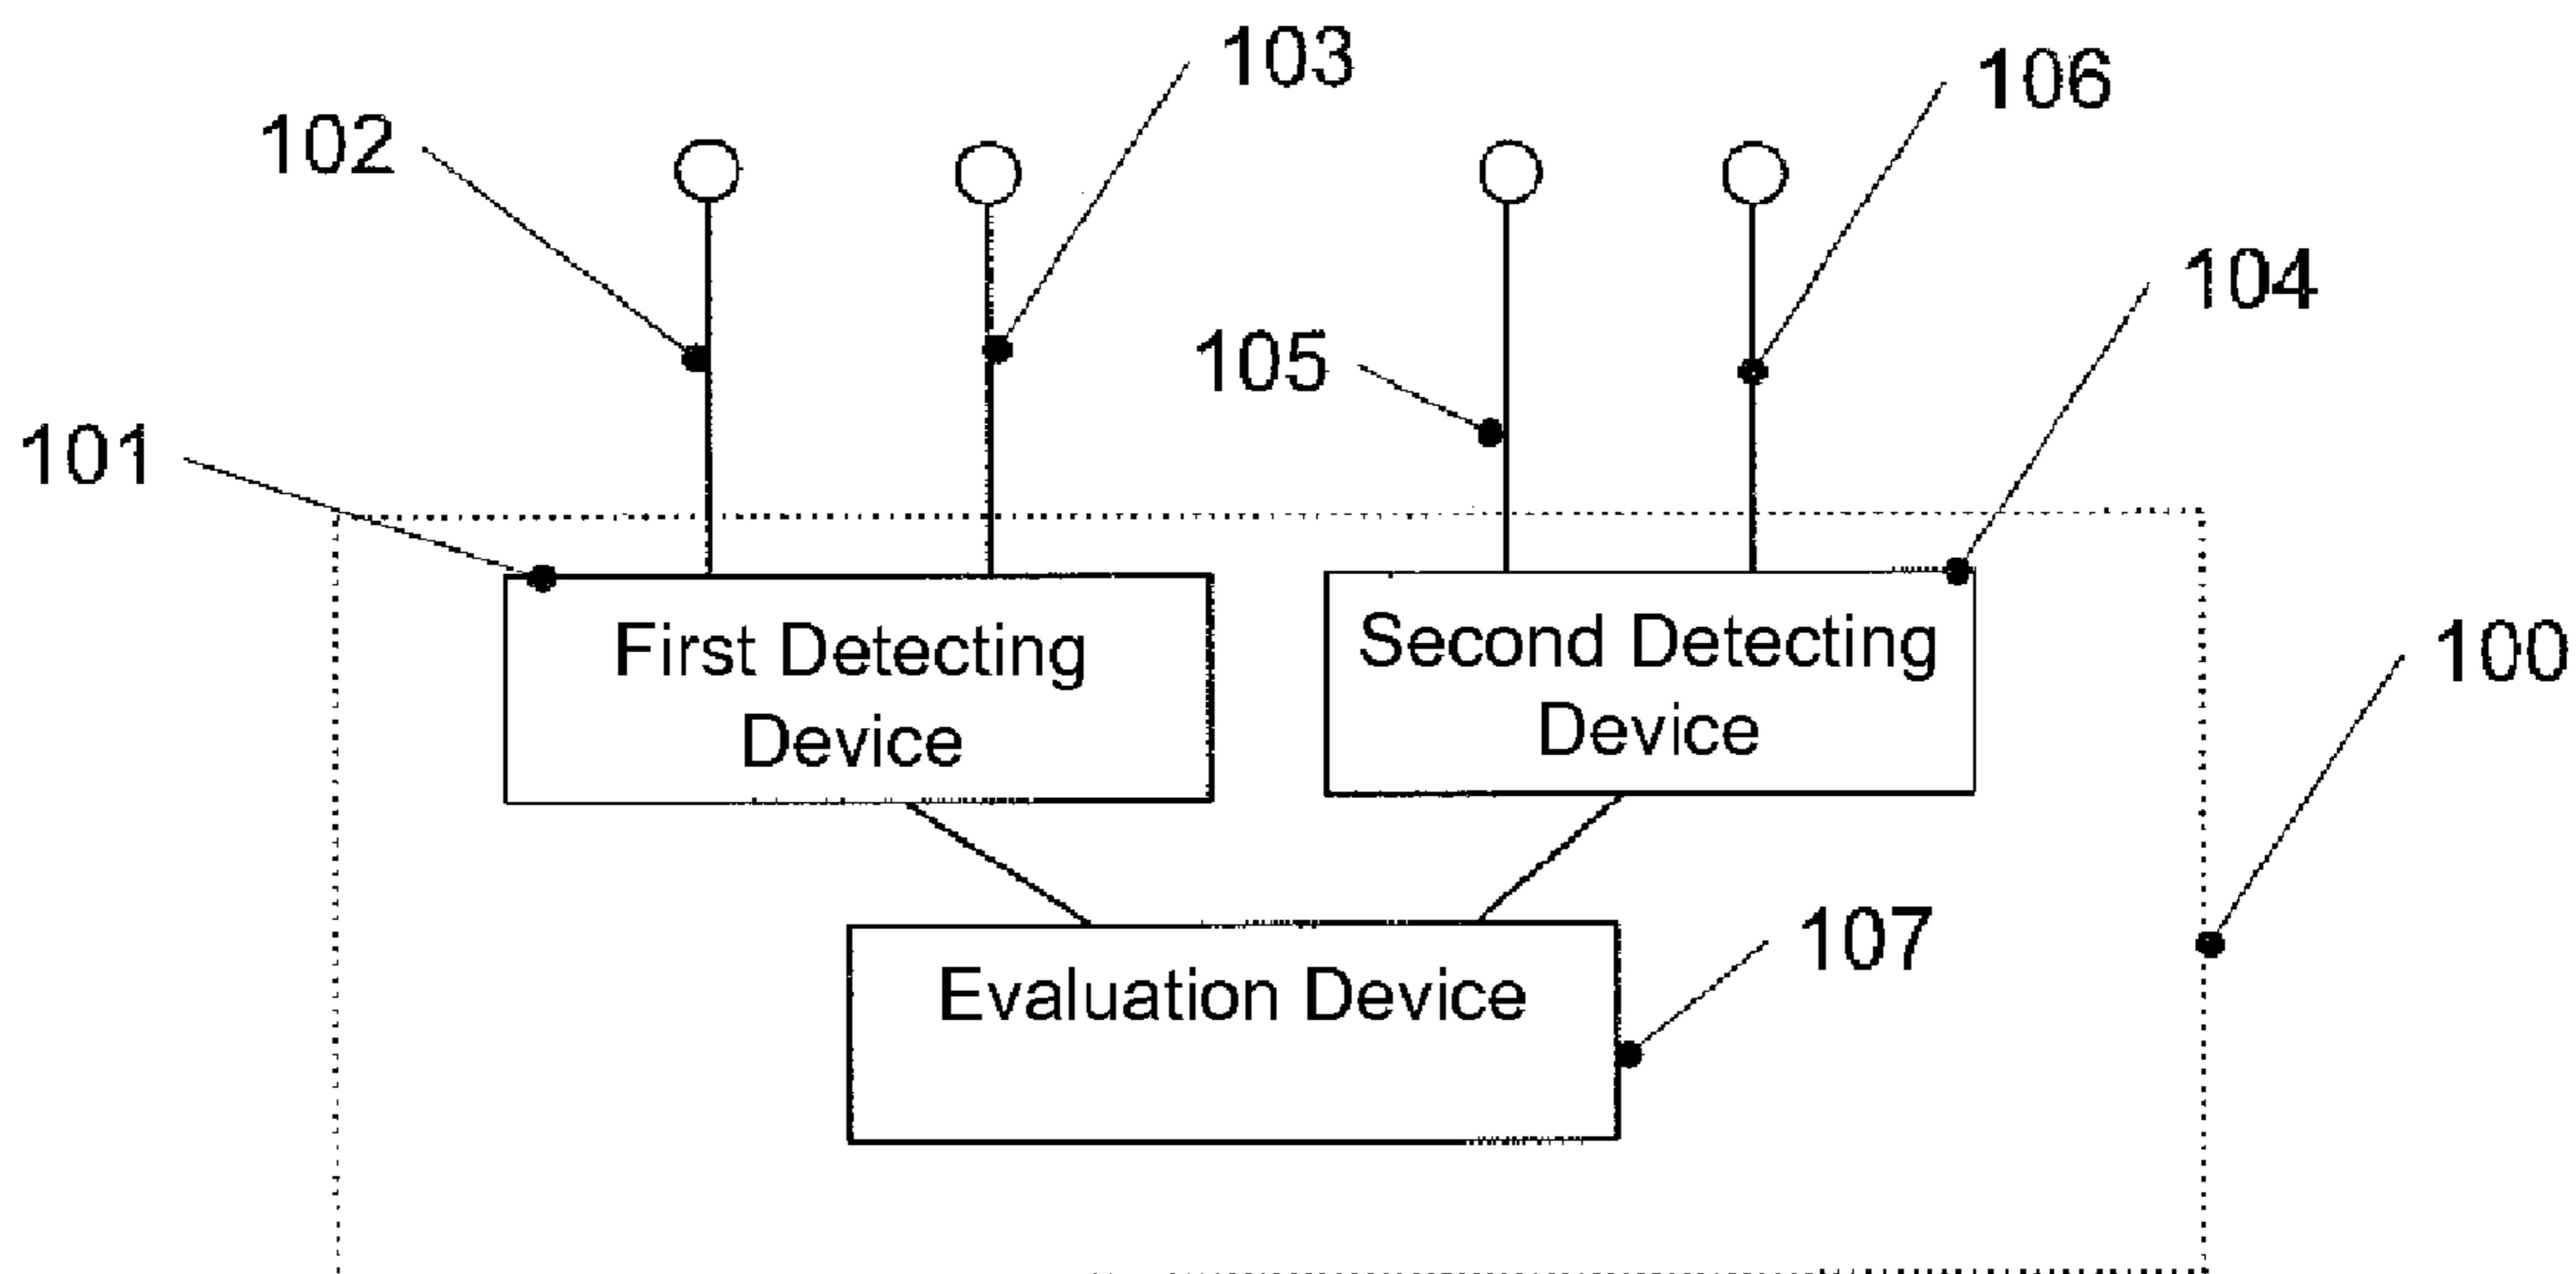 103
106
102
104
105
101
First Detecting
Device
Second Detecting
Device
100
107
Evaluation Device